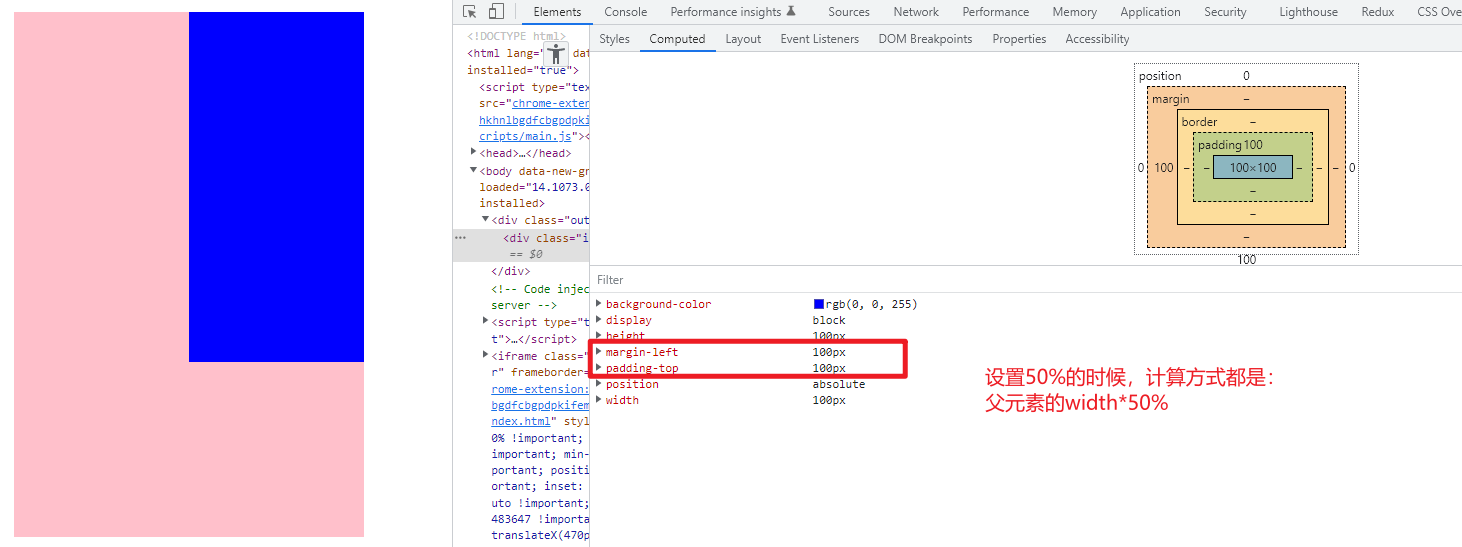 Elements Console Performance insights Sources Network Performance Memory Application Security Lighthouse Redux CSS Ove
Styles Computed Layout Event Listeners DOM Breakpoints Properties Accessibility
<!DOCTYPE html>
<html lang=" dat
installed="true">
<script type="tex
src="chrome-exten
hkhnlbgdfcbgpdpki
cripts/main.js"><
<head>…</head>
<body data-new-gr
loaded="14.1073.0
installed>
<div class="out
<div class="i
== $0
</div>
<!-- Code injec
server -->
<script type="t
t">…</script>
<iframe class="
r" frameborder=
rome-extension:
bgdfcbgpdpkifem
ndex.html" styl
0% !important;
important; min-
portant; positi
ortant; inset:
uto !important;
483647 !importa
translateX(470p
position 0
margin –
border –
padding 100
0 100 – – 100×100 – – – 0
–
–
–
100
Filter
background-color rgb(0, 0, 255)
display block
height 100px
margin-left 100px
padding-top 100px
position absolute
width 100px
设置50%的时候，计算方式都是：
父元素的width*50%